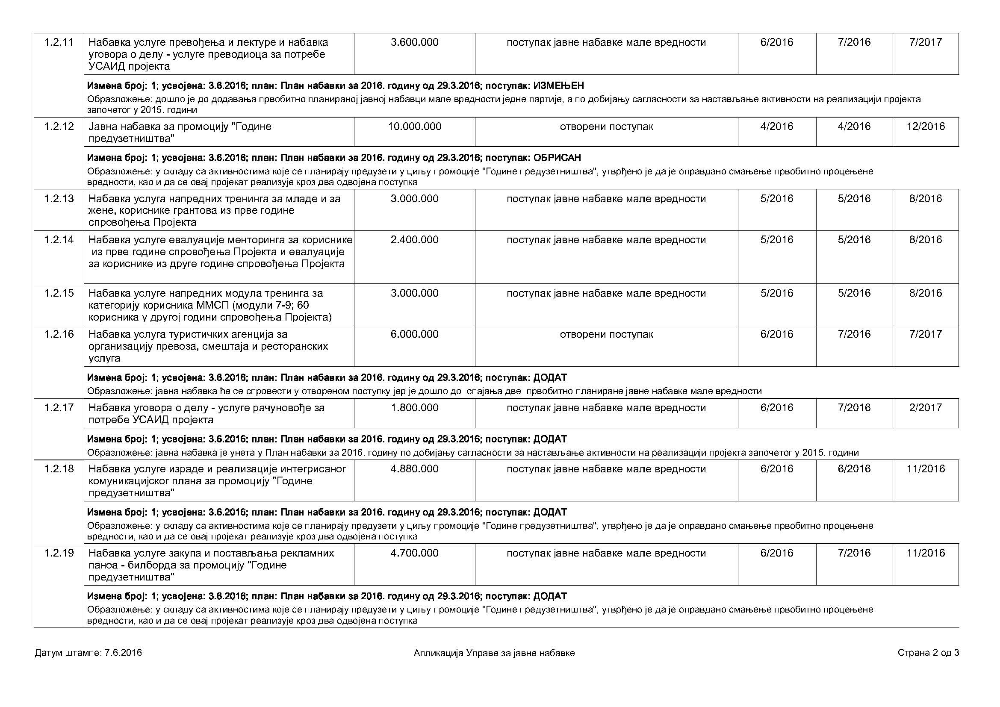 1.2.11 Набавка услуге превођења и лектуре и набавка 3.600.000 поступак јавне набавке мале вредности 6/2016 7/2016 7/2017
уговора о делу - услуге преводиоца за потребе
УСАИД пројекта
Измена број: 1; усвојена: 3.6.2016; план: План набавки за 2016. годину од 29.3.2016; поступак: ИЗМЕЊЕН
Образложење: дошло је до додавања првобитно планираној јавној набавци мале вредности једне партије, а по добијању сагласности за настављање активности на реализацији пројекта
започетог у 2015. години
1.2.12 Јавна набавка за промоцију "Године 10.000.000 отворени поступак 4/2016 4/2016 12/2016
предузетништва"
Измена број: 1; усвојена: 3.6.2016; план: План набавки за 2016. годину од 29.3.2016; поступак: ОБРИСАН
Образложење: у складу са активностима које се планирају предузети у циљу промоције "Године предузетништва", утврђено је да је оправдано смањење првобитно процењене
вредности, као и да се овај пројекат реализује кроз два одвојена поступка
1.2.13 Набавка услуга напредних тренинга за младе и за 3.000.000 поступак јавне набавке мале вредности 5/2016 5/2016 8/2016
жене, кориснике грантова из прве године
спровођења Пројекта
1.2.14 Набавка услуге евалуације менторинга за кориснике 2.400.000 поступак јавне набавке мале вредности 5/2016 5/2016 8/2016
из прве године спровођења Пројекта и евалуације
за кориснике из друге године спровођења Пројекта
1.2.15 Набавка услуге напредних модула тренинга за 3.000.000 поступак јавне набавке мале вредности 5/2016 5/2016 8/2016
категорију корисника ММСП (модули 7-9; 60
корисника у другој години спровођења Пројекта)
1.2.16 Набавка услуга туристичких агенција за 6.000.000 отворени поступак 6/2016 7/2016 7/2017
организацију превоза, смештаја и ресторанских
услуга
Измена број: 1; усвојена: 3.6.2016; план: План набавки за 2016. годину од 29.3.2016; поступак: ДОДАТ
Образложење: јавна набавка ће се спровести у отвореном поступку јер је дошло до спајања две првобитно планиране јавне набавке мале вредности
1.2.17 Набавка уговора о делу - услуге рачуновође за 1.800.000 поступак јавне набавке мале вредности 6/2016 7/2016 2/2017
потребе УСАИД пројекта
Измена број: 1; усвојена: 3.6.2016; план: План набавки за 2016. годину од 29.3.2016; поступак: ДОДАТ
Образложење: јавна набавка је унета у План набавки за 2016. годину по добијању сагласности за настављање активности на реализацији пројекта започетог у 2015. години
1.2.18 Набавка услуге израде и реализације интегрисаног 4.880.000 поступак јавне набавке мале вредности 6/2016 6/2016 11/2016
комуникацијског плана за промоцију "Године
предузетништва"
Измена број: 1; усвојена: 3.6.2016; план: План набавки за 2016. годину од 29.3.2016; поступак: ДОДАТ
Образложење: у складу са активностима које се планирају предузети у циљу промоције "Године предузетништва", утврђено је да је оправдано смањење првобитно процењене
вредности, као и да се овај пројекат реализује кроз два одвојена поступка
1.2.19 Набавка услуге закупа и постављања рекламних 4.700.000 поступак јавне набавке мале вредности 6/2016 7/2016 11/2016
паноа - билборда за промоцију "Године
предузетништва"
Измена број: 1; усвојена: 3.6.2016; план: План набавки за 2016. годину од 29.3.2016; поступак: ДОДАТ
Образложење: у складу са активностима које се планирају предузети у циљу промоције "Године предузетништва", утврђено је да је оправдано смањење првобитно процењене
вредности, као и да се овај пројекат реализује кроз два одвојена поступка
Датум штампе: 7.6.2016 Апликација Управе за јавне набавке Страна 2 од 3